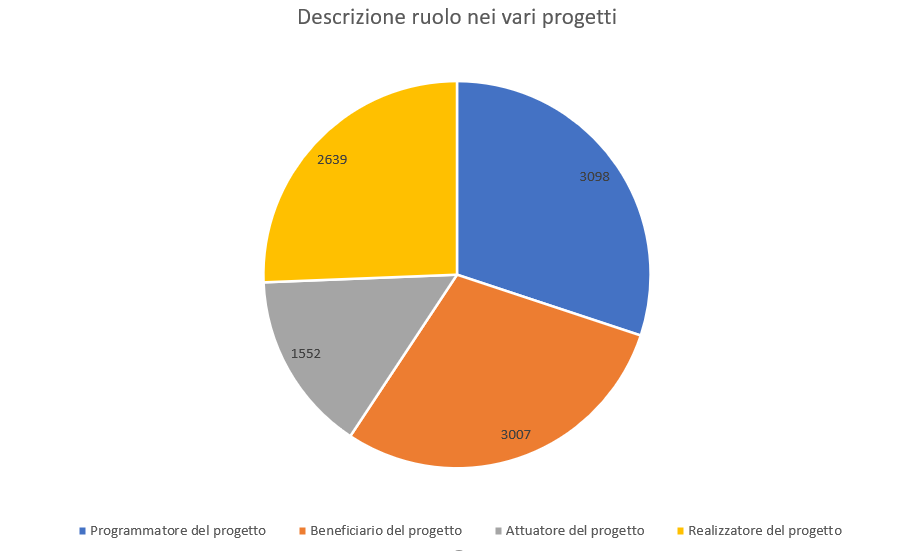 Descrizione ruolo nei vari progetti
2639
3098
1552
3007
Programmatore del progetto
Beneficiario del progetto
Attuatore del progetto
Realizzatore del progetto